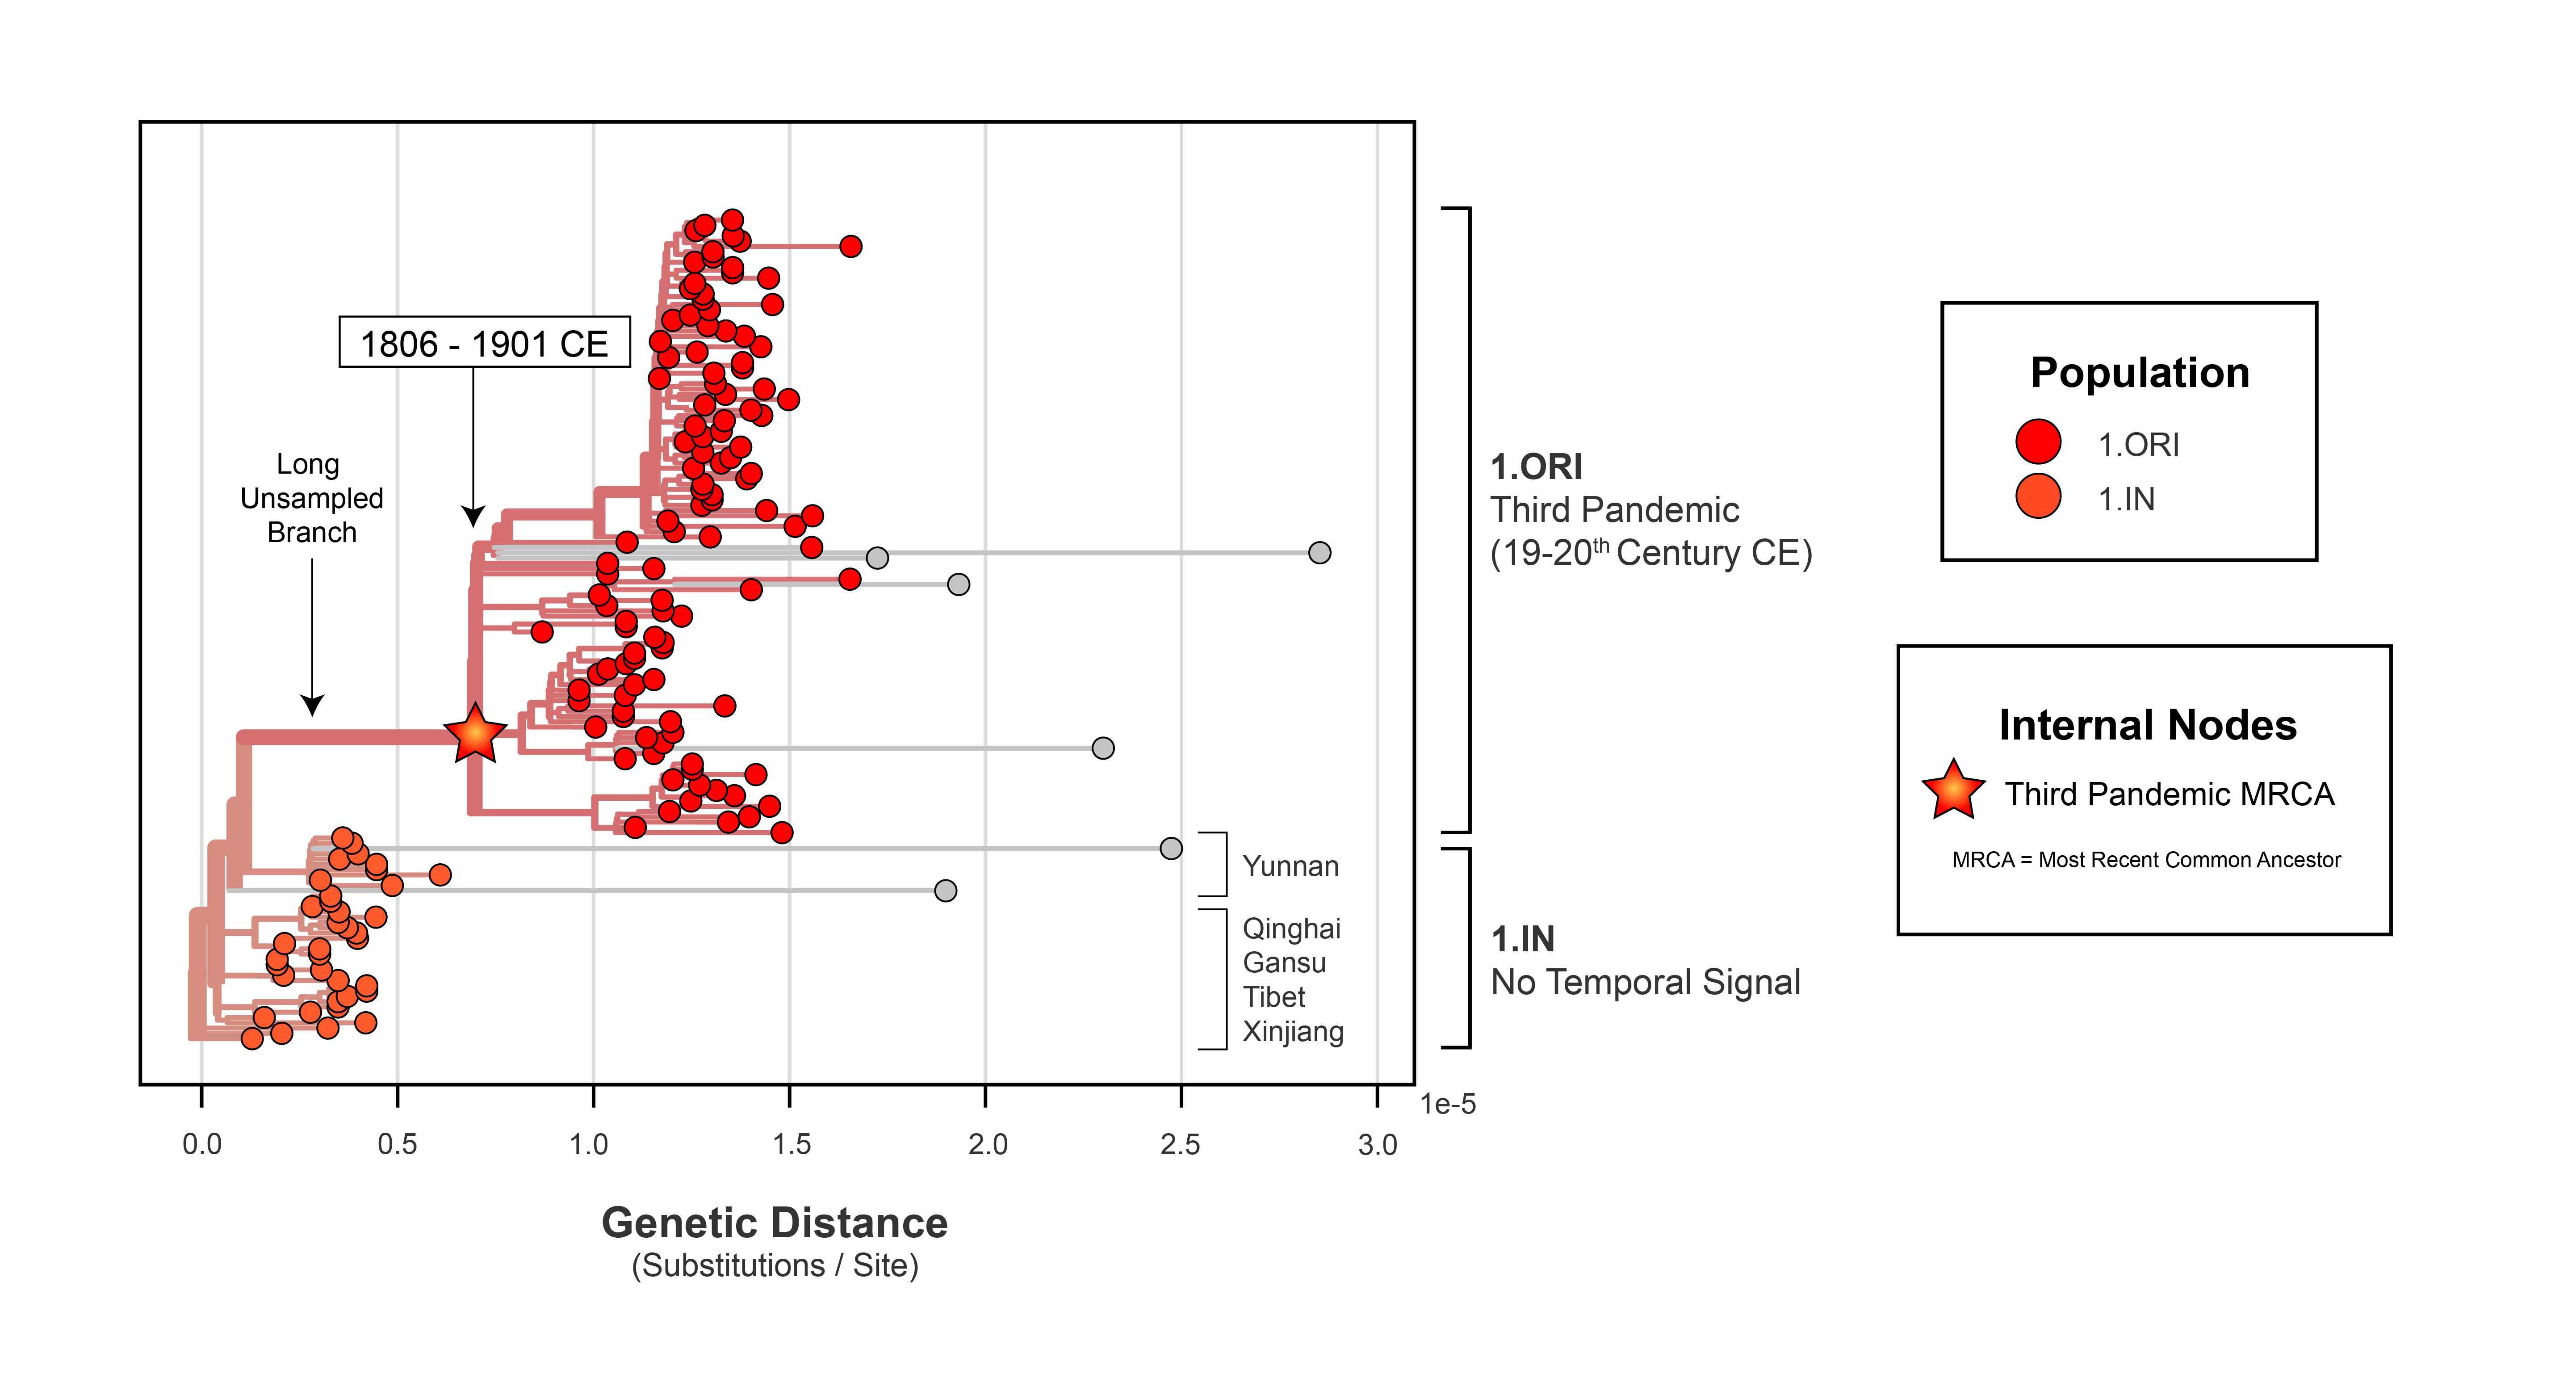 1806 - 1901 CE
Long
Unsampled
Branch
1.ORI
Third Pandemic
(19-20th Century CE)
Yunnan
Qinghai
Gansu
Tibet
Xinjiang
1.IN
No Temporal Signal
0.0 0.5 1.0 1.5 2.0 2.5 3.0
1e-5
Genetic Distance
(Substitutions / Site)
Population
1.ORI
1.IN
Internal Nodes
Third Pandemic MRCA
MRCA = Most Recent Common Ancestor